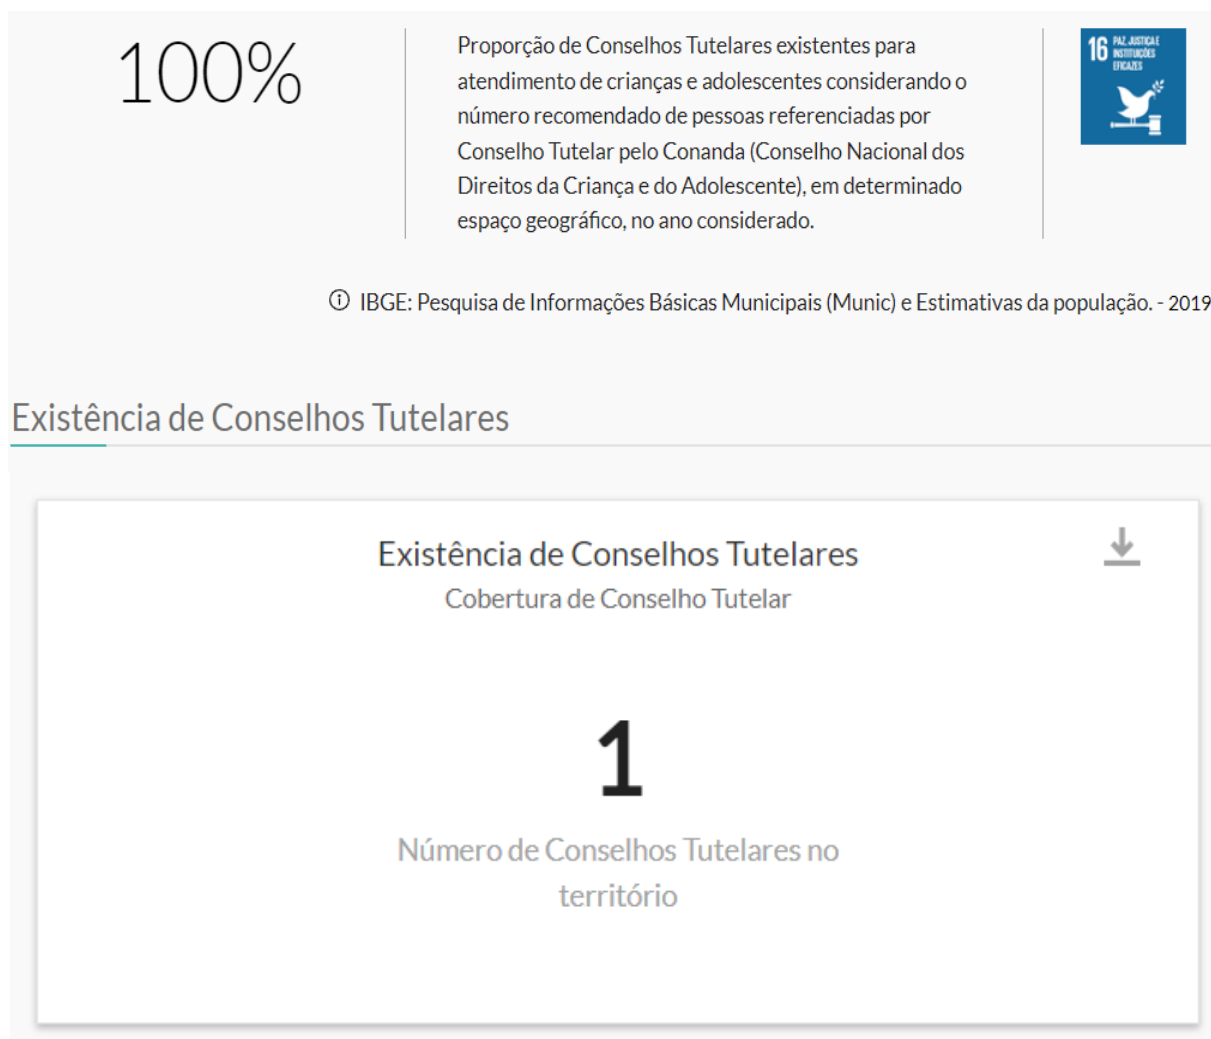 100%
Proporção de Conselhos Tutelares existentes para
atendimento de crianças e adolescentes considerando o
número recomendado de pessoas referenciadas por
Conselho Tutelar pelo Conanda (Conselho Nacional dos
Direitos da Criança e do Adolescente), em determinado
espaço geográfico, no ano considerado.
16 PAZ, JUSTIÇA E
INSTITUIÇÕES
EFICAZES
IBGE: Pesquisa de Informações Básicas Municipais (Munic) e Estimativas da população. - 2019
Existência de Conselhos Tutelares
Existência de Conselhos Tutelares
Cobertura de Conselho Tutelar
1
Número de Conselhos Tutelares no
território